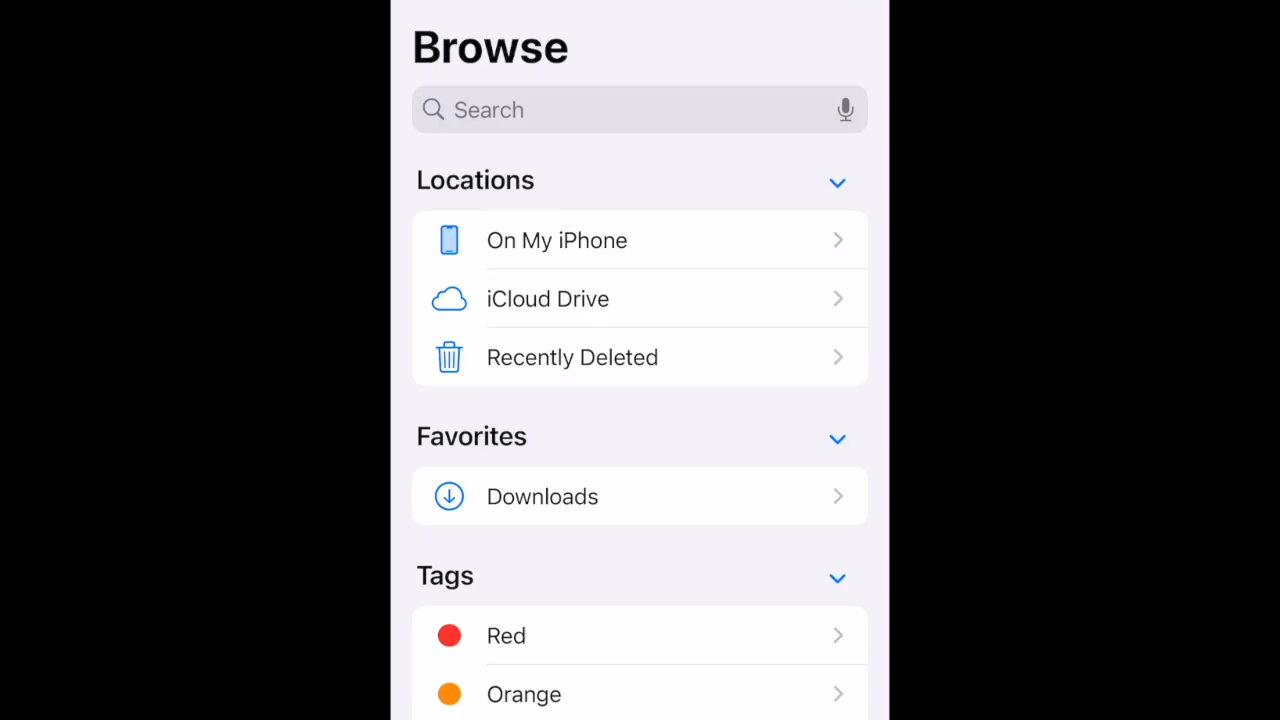 Browse
Search
Locations
On My iPhone
iCloud Drive
Recently Deleted
Favorites
Downloads
Tags
Red
Orange